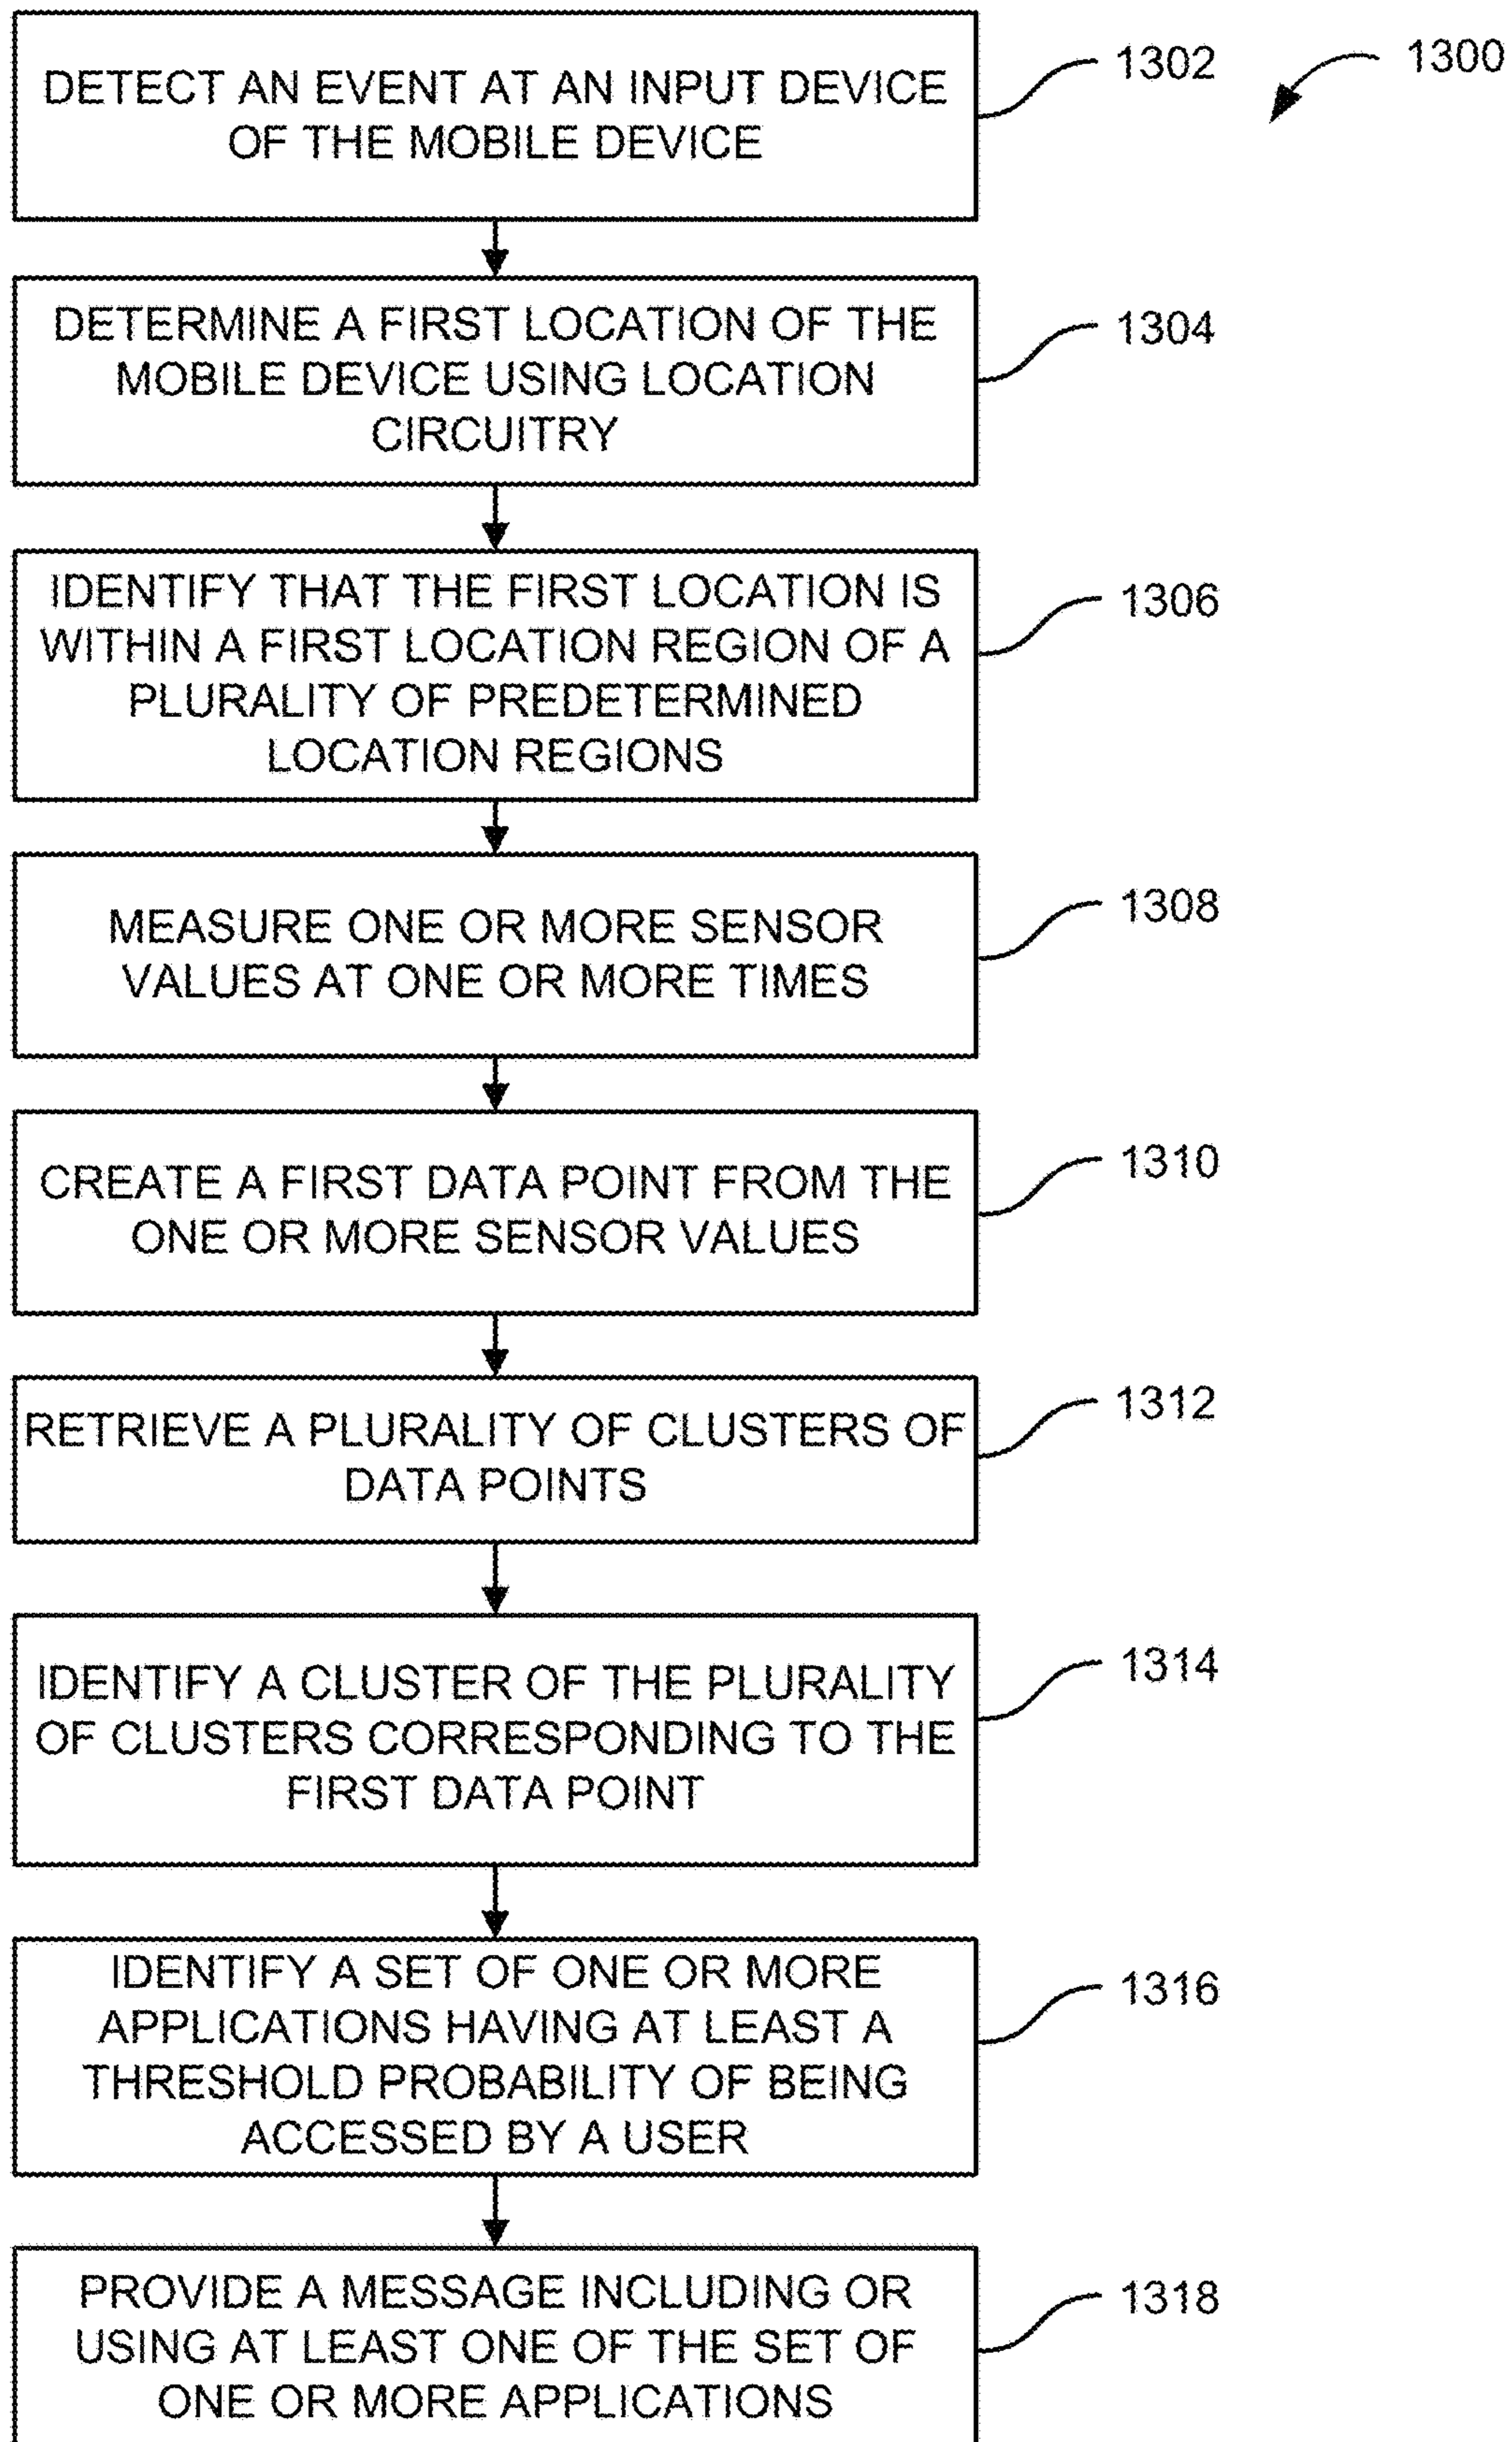 DETECT AN EVENT AT AN INPUT DEVICE
OF THE MOBILE DEVICE
1302
1300
DETERMINE A FIRST LOCATION OF THE
MOBILE DEVICE USING LOCATION
CIRCUITRY
1304
IDENTIFY THAT THE FIRST LOCATION IS
WITHIN A FIRST LOCATION REGION OF A
PLURALITY OF PREDETERMINED
LOCATION REGIONS
1306
MEASURE ONE OR MORE SENSOR
VALUES AT ONE OR MORE TIMES
1308
CREATE A FIRST DATA POINT FROM THE
ONE OR MORE SENSOR VALUES
1310
RETRIEVE A PLURALITY OF CLUSTERS OF
DATA POINTS
1312
IDENTIFY A CLUSTER OF THE PLURALITY
OF CLUSTERS CORRESPONDING TO THE
FIRST DATA POINT
1314
IDENTIFY A SET OF ONE OR MORE
APPLICATIONS HAVING AT LEAST A
THRESHOLD PROBABILITY OF BEING
ACCESSED BY A USER
1316
PROVIDE A MESSAGE INCLUDING OR
USING AT LEAST ONE OF THE SET OF
ONE OR MORE APPLICATIONS
1318